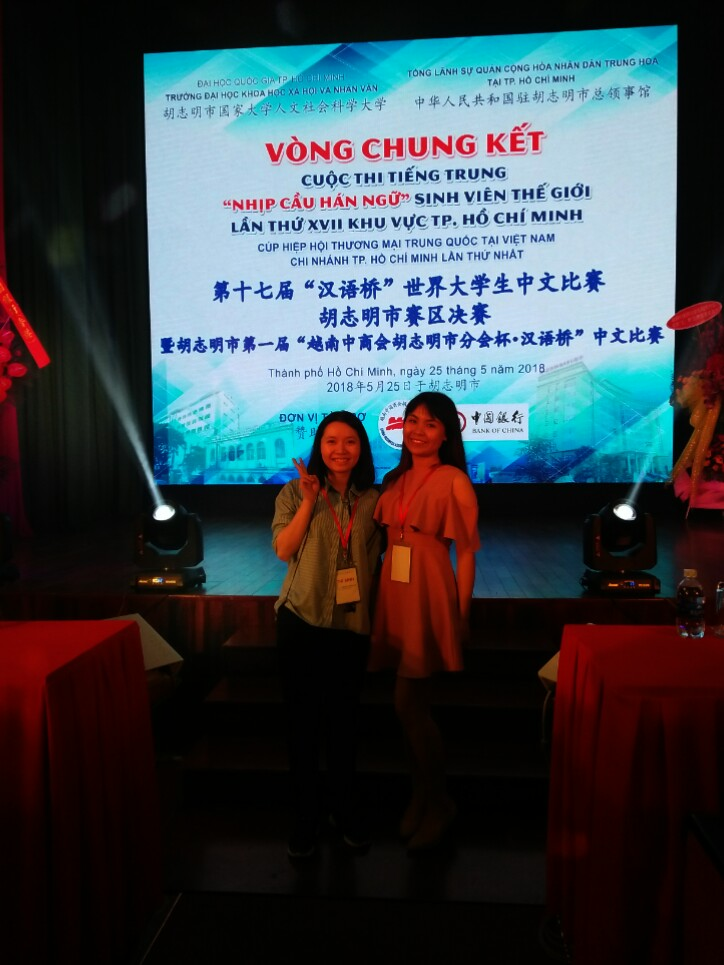 ĐẠI HỌC QUỐC GIA TP. HỒ CHÍ MINH
TRƯỜNG ĐẠI HỌC KHOA HỌC XÃ HỘI VÀ NHÂN VĂN
胡志明市国家大学人文社会科学大学
TỔNG LÃNH SỰ QUÁN CỘNG HÒA NHÂN DÂN TRUNG HOA
TẠI TP. HỒ CHÍ MINH
中华人民共和国驻胡志明市总领事馆
VÒNG CHUNG KẾT
CUỘC THI TIẾNG TRUNG
“NHỊP CẦU HÁN NGỮ” SINH VIÊN THẾ GIỚI
LẦN THỨ XVII KHU VỰC TP. HỒ CHÍ MINH
CÚP HIỆP HỘI THƯƠNG MẠI TRUNG QUỐC TẠI VIỆT NAM
CHI NHÁNH TP. HỒ CHÍ MINH LẦN THỨ NHẤT
第十七届“汉语桥”世界大学生中文比赛
胡志明市赛区决赛
暨胡志明市第一届“越南中商会胡志明市分会杯·汉语桥”中文比赛
Thành phố Hồ Chí Minh, ngày 25 tháng 5 năm 2018
2018年5月25日于胡志明市
ĐƠN VỊ TÀI TRỢ
赞助
中国银行
BANK OF CHINA